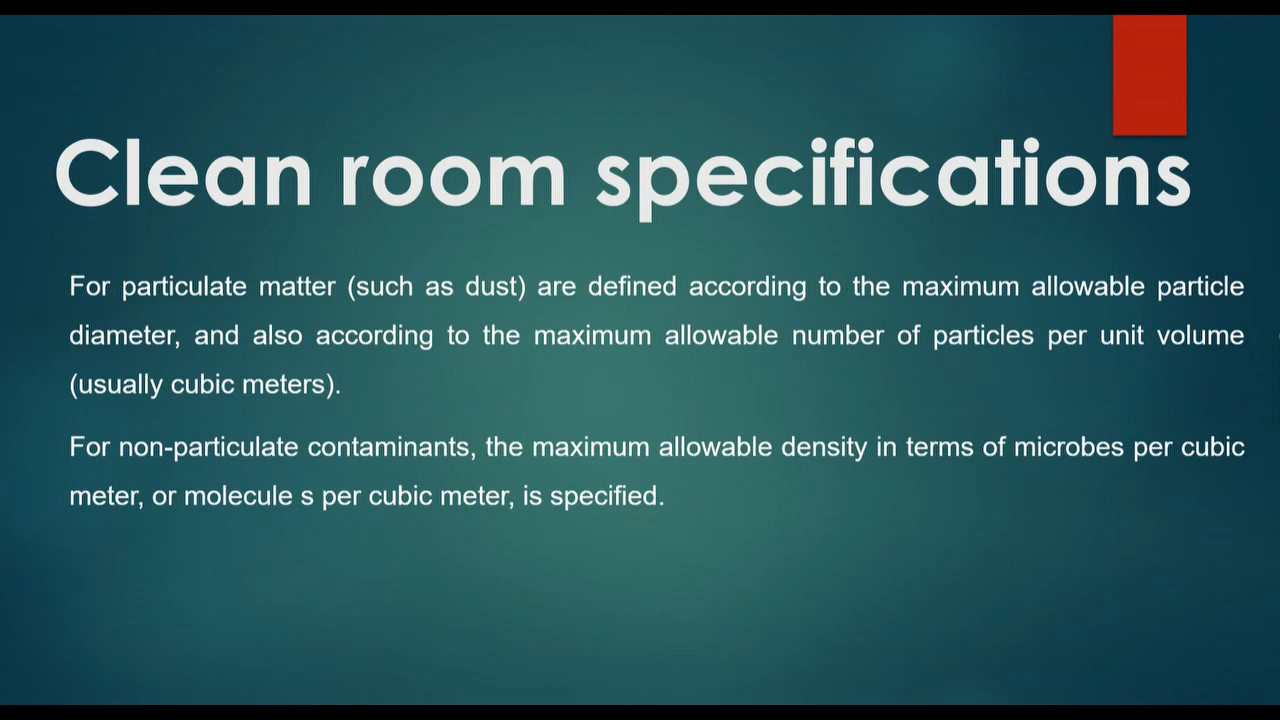 Clean room specifications
For particulate matter (such as dust) are defined according to the maximum allowable particle
diameter, and also according to the maximum allowable number of particles per unit volume
(usually cubic meters).
For non-particulate contaminants, the maximum allowable density in terms of microbes per cubic
meter, or molecule s per cubic meter, is specified.